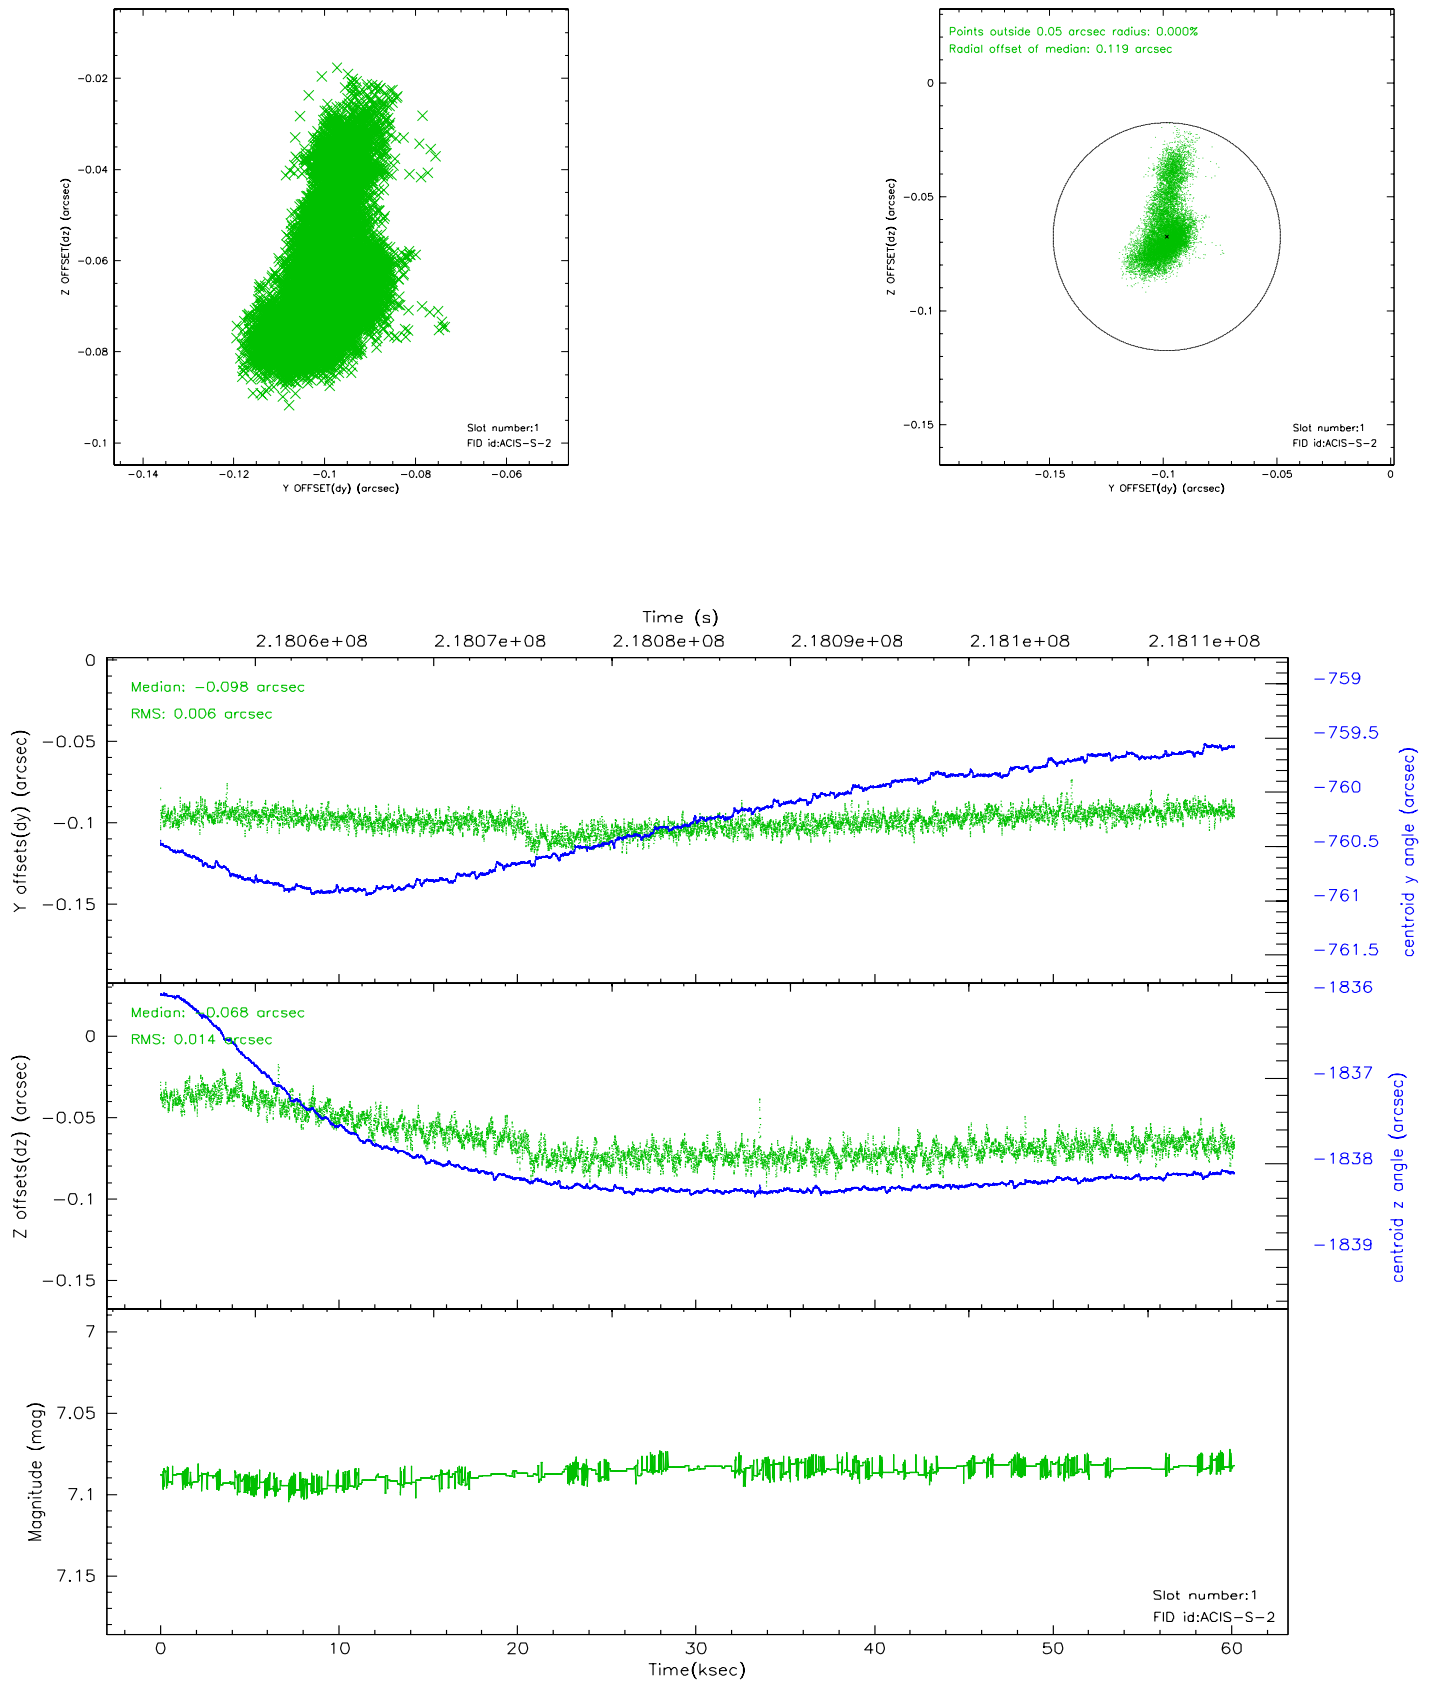 -0.02
-0.04
-0.06
-0.08
-0.1
Z OFFSET(dz) (arcsec)
Slot number:1
FID id:ACIS-S-2
-0.14 -0.12 -0.1 -0.08 -0.06
Y OFFSET(dy) (arcsec)
Points outside 0.05 arcsec radius: 0.000%
Radial offset of median: 0.119 arcsec
0
-0.05
-0.1
-0.15
Z OFFSET(dz) (arcsec)
Slot number:1
FID id:ACIS-S-2
-0.15 -0.1 -0.05 0
Y OFFSET(dy) (arcsec)
Time (s)
2.1806e+08 2.1807e+08 2.1808e+08 2.1809e+08 2.181e+08 2.1811e+08
0
-0.05
-0.1
-0.15
Y offsets(dy) (arcsec)
Median: -0.098 arcsec
RMS: 0.006 arcsec
-759
-759.5
-760
-760.5
-761
-761.5
centroid y angle (arcsec)
0
-0.05
-0.1
-0.15
Z offsets(dz) (arcsec)
Median: -0.068 arcsec
RMS: 0.014 arcsec
-1836
-1837
-1838
-1839
centroid z angle (arcsec)
7
7.05
7.1
7.15
Magnitude (mag)
Slot number:1
FID id:ACIS-S-2
0 10 20 30 40 50 60
Time(ksec)